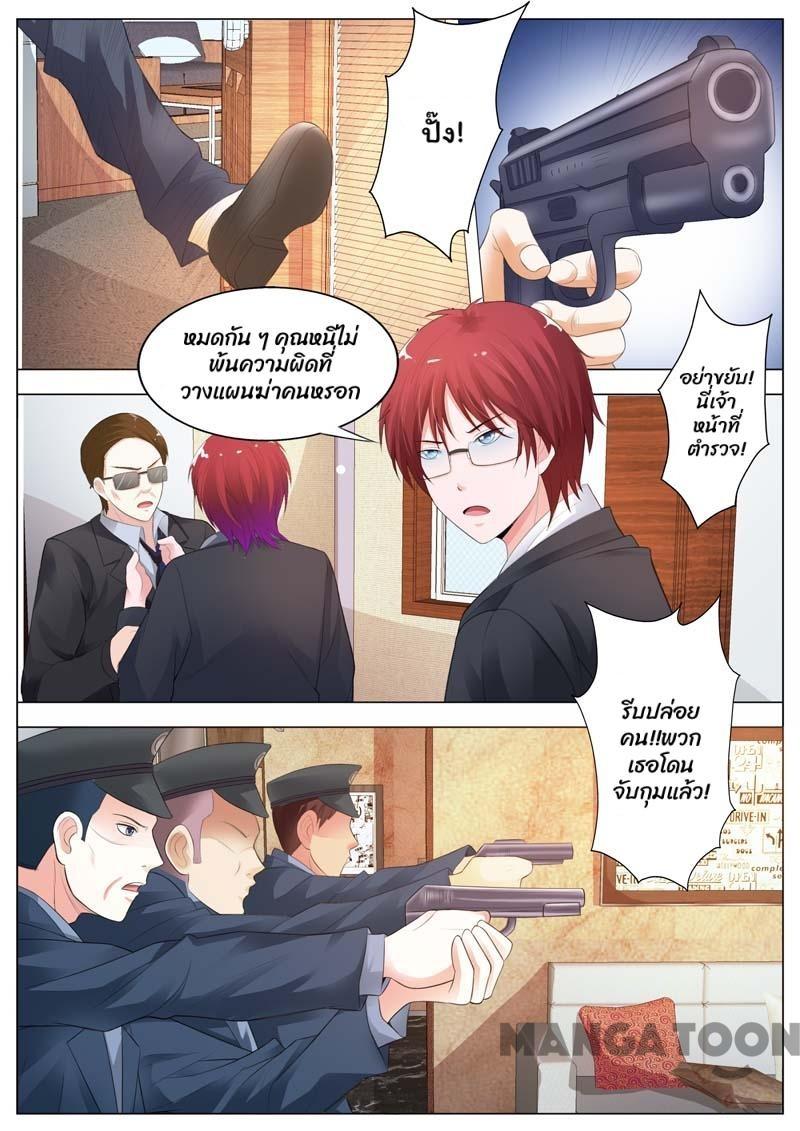 ปั๊ง!
หมดกัน ๆ คุณหนีไม่
พ้นความผิดที่
วางแผนฆ่าคนหรอก
อย่าขยับ!
นี่เจ้า
หน้าที่
ตำรวจ!
รีบปล่อย
คน!!พวก
เธอโดน
จับกุมแล้ว!
DRIVE-IN
MANGATOON